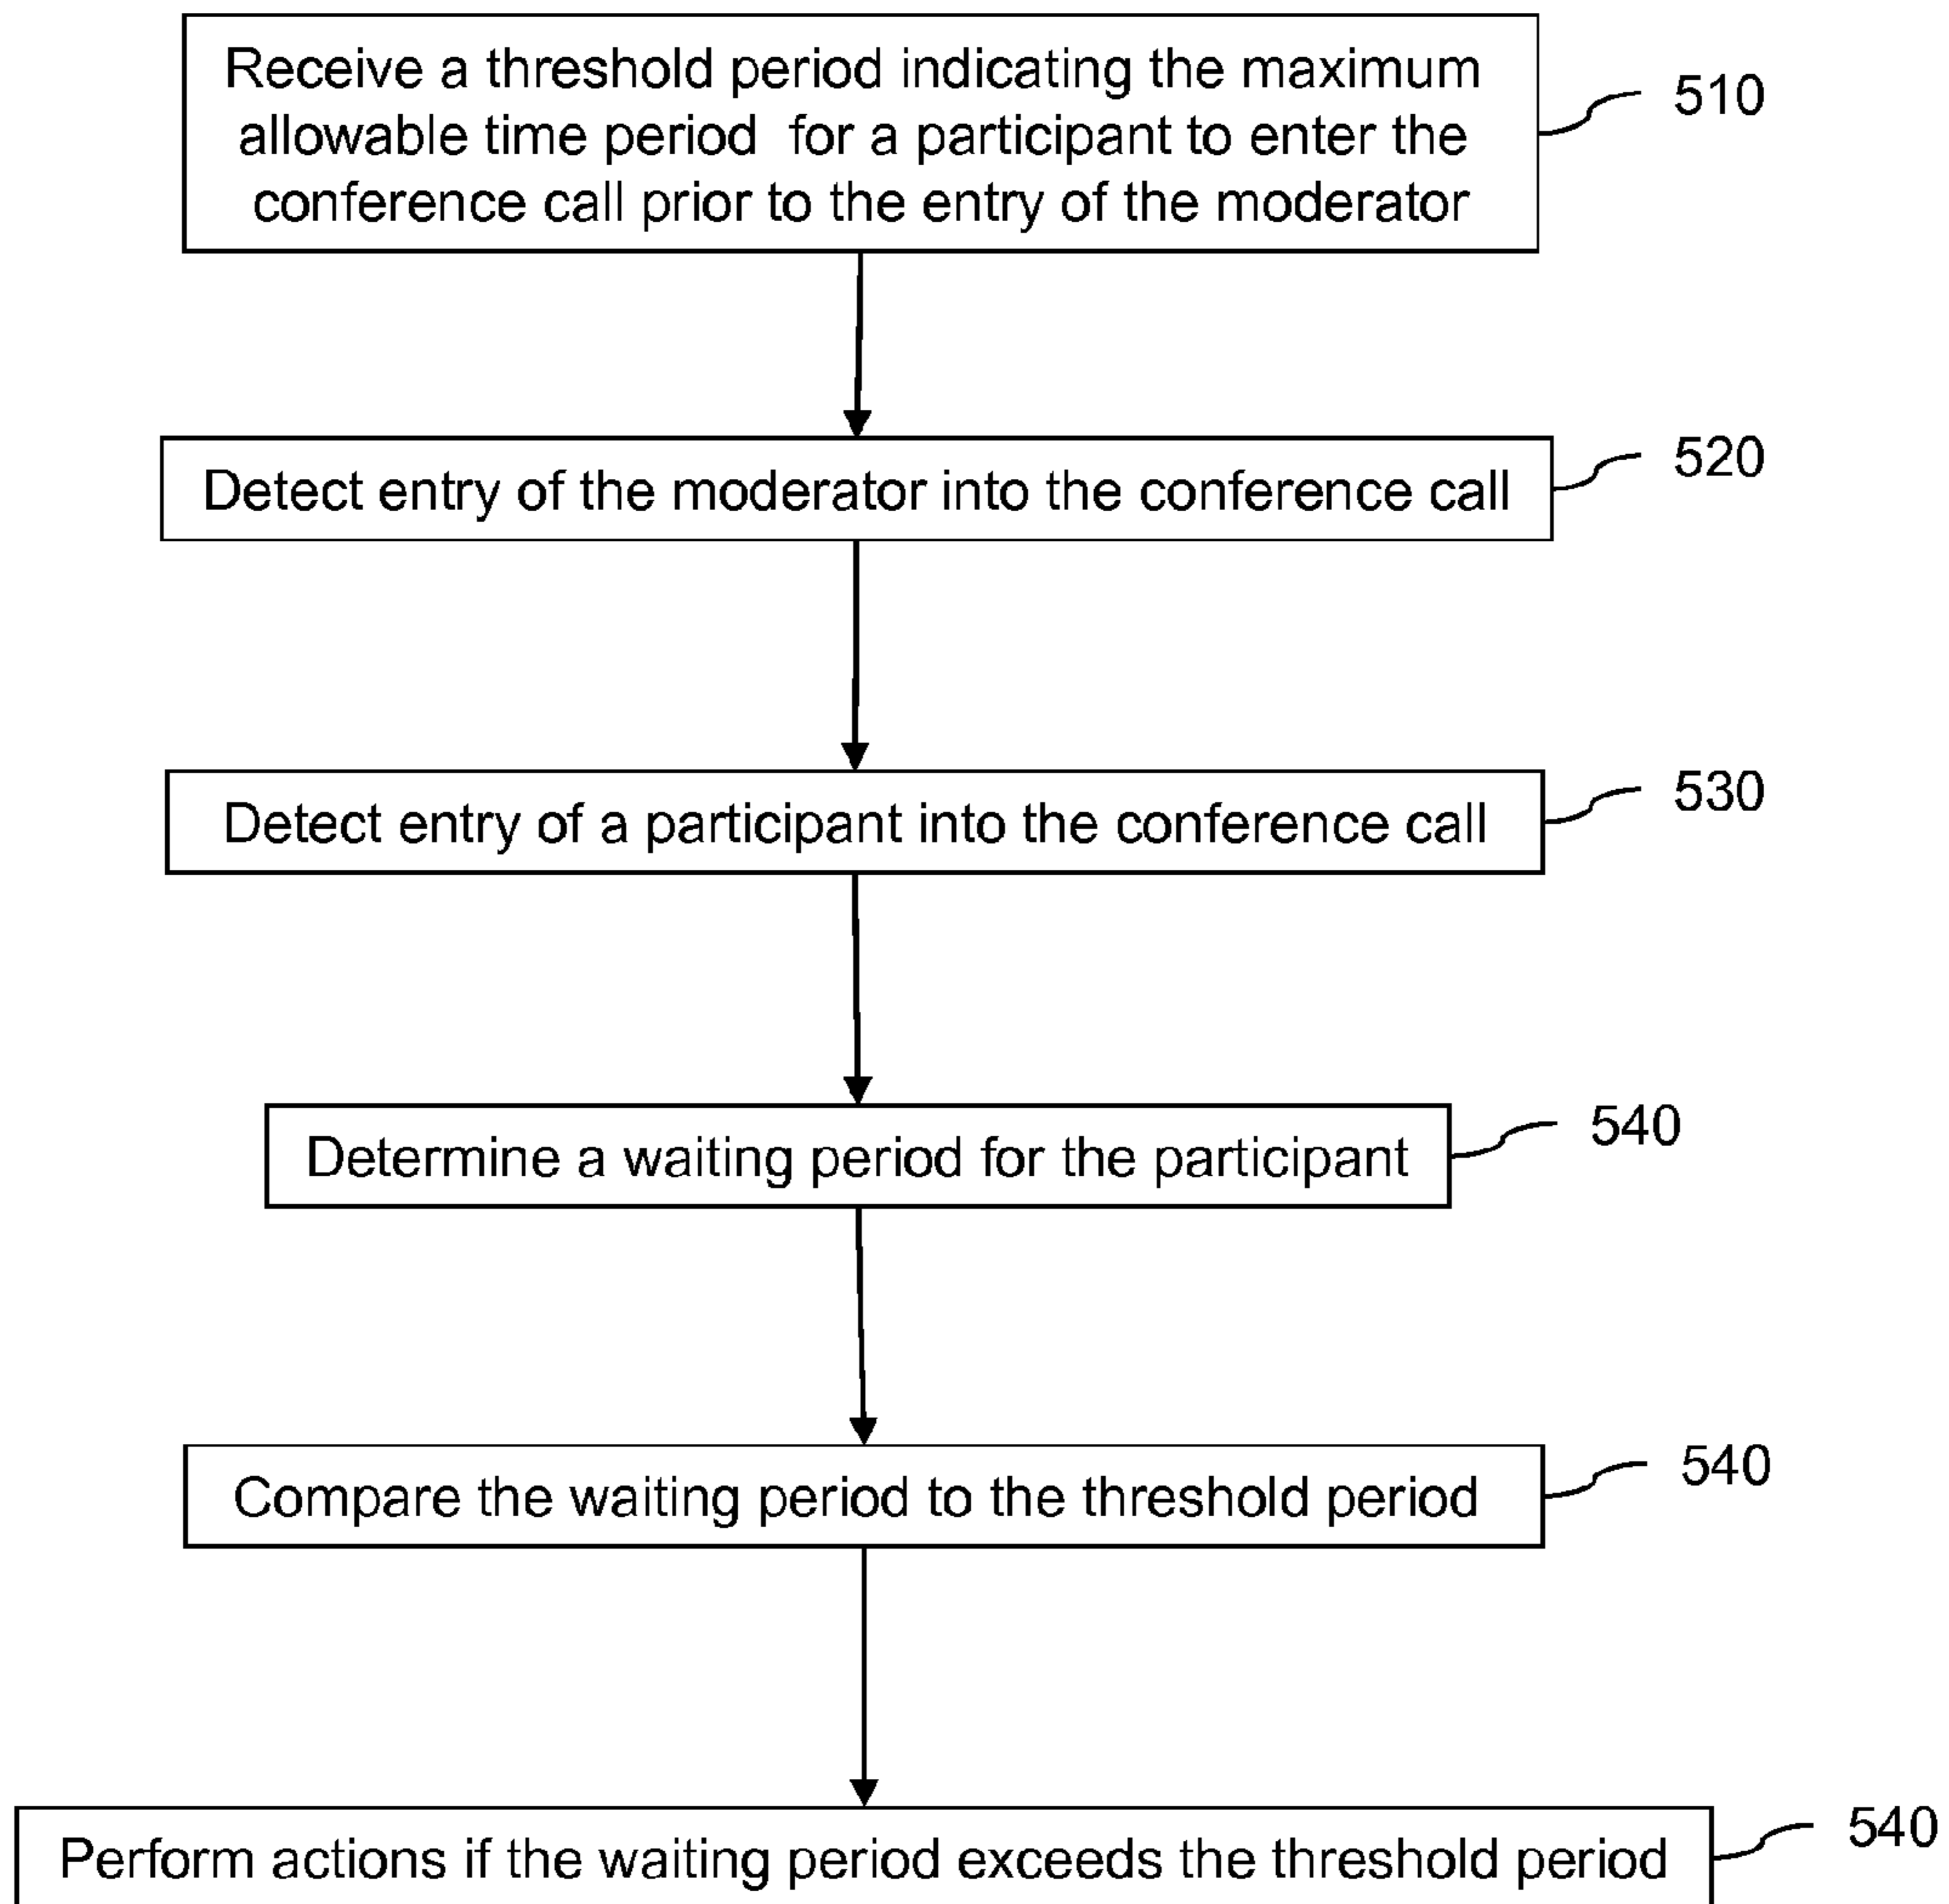 Receive a threshold period indicating the maximum
allowable time period for a participant to enter the
conference call prior to the entry of the moderator
510
Detect entry of the moderator into the conference call
520
Detect entry of a participant into the conference call
530
Determine a waiting period for the participant
540
Compare the waiting period to the threshold period
540
Perform actions if the waiting period exceeds the threshold period
540